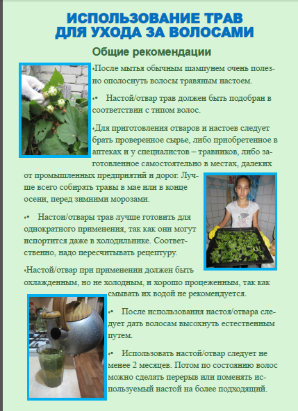 ИСПОЛЬЗОВАНИЕ ТРАВ
ДЛЯ УХОДА ЗА ВОЛОСАМИ
Общие рекомендации
•После мытья обычным шампунем очень полез-
но ополоснуть волосы травяным настоем.
•• Настой/отвар трав должен быть подобран в
соответствии с типом волос.
•Для приготовления отваров и настоев следует
брать проверенное сырье, либо приобретенное в
аптеках и у специалистов – травников, либо за-
готовленное самостоятельно в местах, далеких
от промышленных предприятий и дорог. Луч-
ше всего собирать травы в мае или в конце
осени, перед зимними морозами.
•• Настои/отвары трав лучше готовить для
однократного применения, так как они могут
испортится даже в холодильнике. Соответ-
ственно, надо пересчитать рецептуру.
•Настой/отвар при применении должен быть
охлажденным, но не холодным, и хорошо процеженным, так как
смывать их водой не рекомендуется.
•• После использования настоя/отвара сле-
дует дать волосам высохнуть естественным
путем.
•• Использовать настой/отвар следует не
менее 2 месяцев. Потом по состоянию волос
можно сделать перерыв или поменять ис-
пользуемый настой на более подходящий.